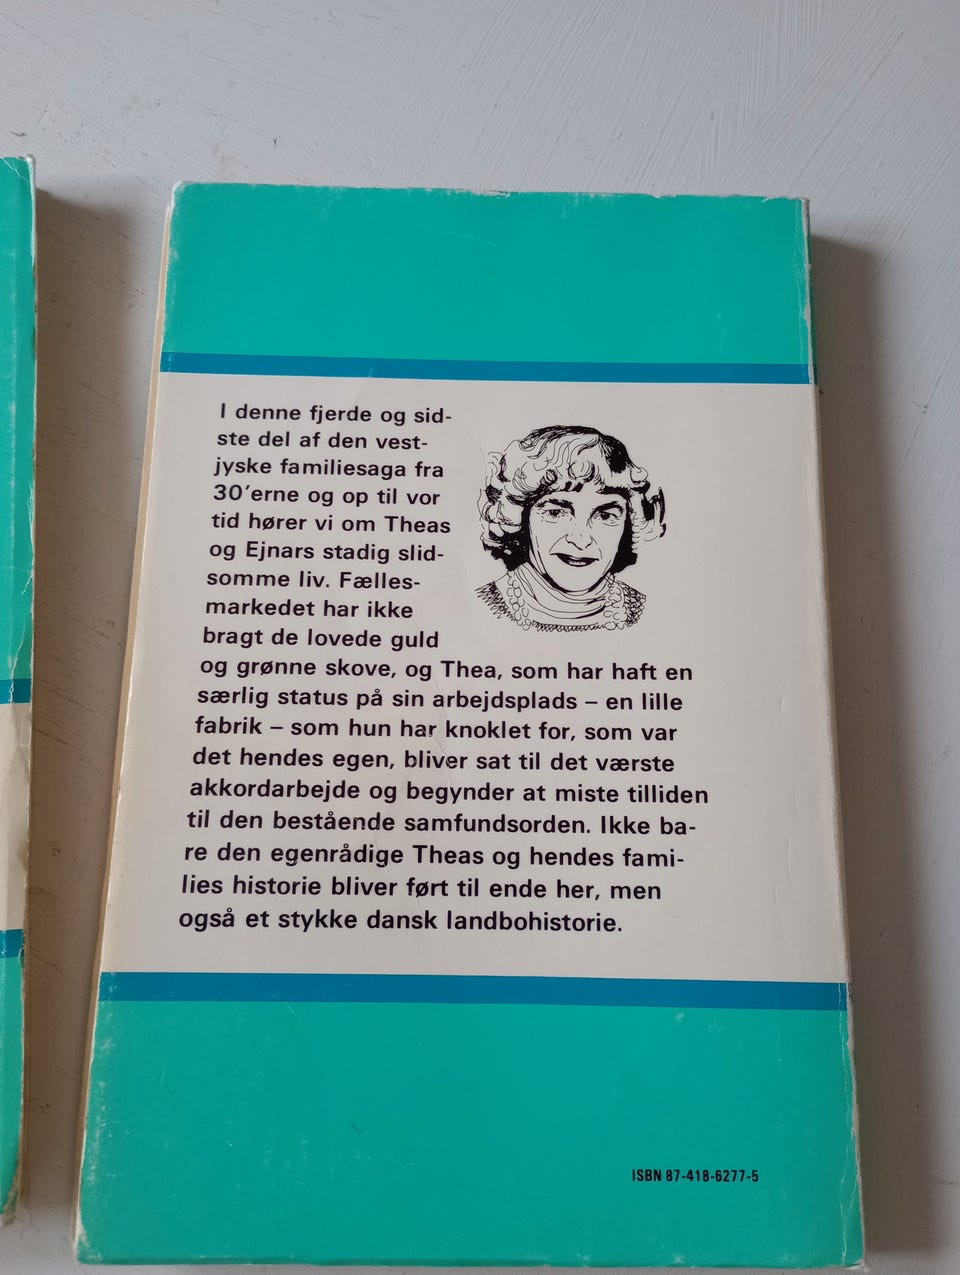 I denne fjerde og sid-
ste del af den vest-
jyske familiesaga fra
30'erne og op til vor
tid hører vi om Theas
og Ejnars stadig slid-
somme liv. Fælles-
markedet har ikke
bragt de lovede guld
og grønne skove, og Thea, som har haft en
særlig status på sin arbejdsplads – en lille
fabrik – som hun har knoklet for, som var
det hendes egen, bliver sat til det værste
akkordarbejde og begynder at miste tilliden
til den bestående samfundsorden. Ikke ba-
re den egenrådige Theas og hendes fami-
lies historie bliver ført til ende her, men
også et stykke dansk landbohistorie.
ISBN 87-418-6277-5